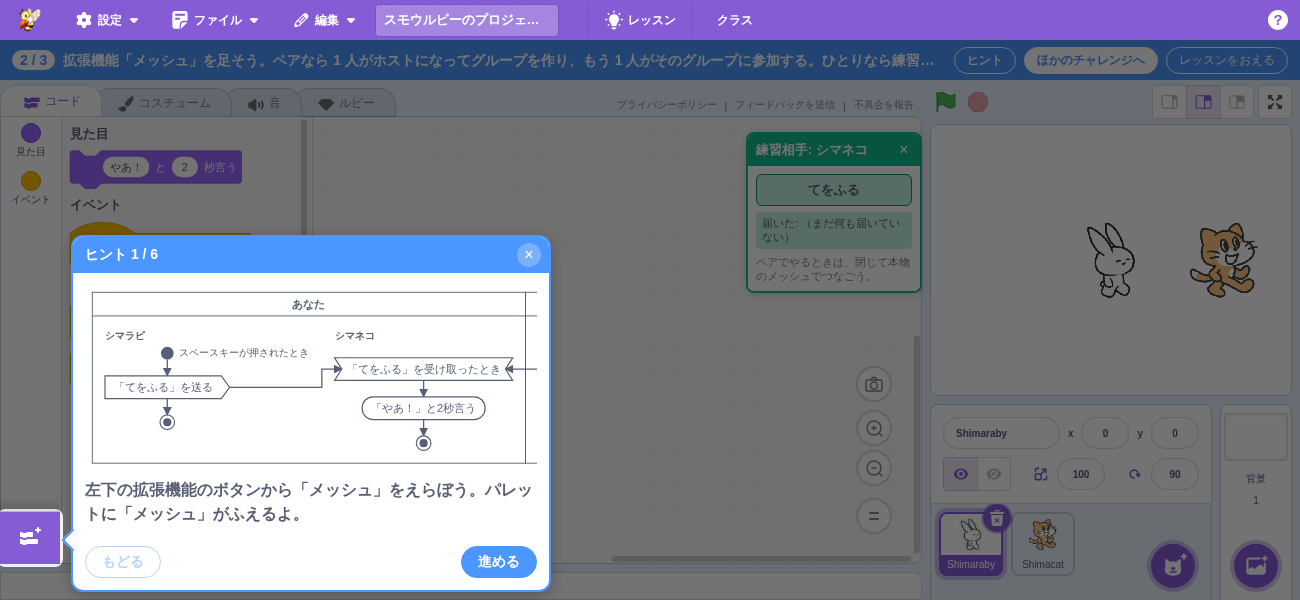 設定
ファイル
編集
スモウルビーのプロジェ…
レッスン
クラス
?
2 / 3
拡張機能「メッシュ」を足そう。ペアなら 1 人がホストになってグループを作り、もう 1 人がそのグループに参加する。ひとりなら練習…
ヒント
ほかのチャレンジへ
レッスンをおえる
コード
コスチューム
音
ルビー
プライバシーポリシー | フィードバックを送信 | 不具合を報告
見た目
イベント
見た目
やあ！ と 2 秒言う
イベント
練習相手: シマネコ
×
てをふる
届いた: （まだ何も届いてい
ない）
ペアでやるときは、閉じて本物
のメッシュでつなごう。
ヒント 1 / 6
×
あなた
シマラビ
シマネコ
スペースキーが押されたとき
「てをふる」を受け取ったとき
「てをふる」を送る
「やあ！」と2秒言う
左下の拡張機能のボタンから「メッシュ」をえらぼう。パレッ
トに「メッシュ」がふえるよ。
もどる
進める
Shimaraby
x
0
y
0
100
90
Shimaraby
Shimacat
背景
1